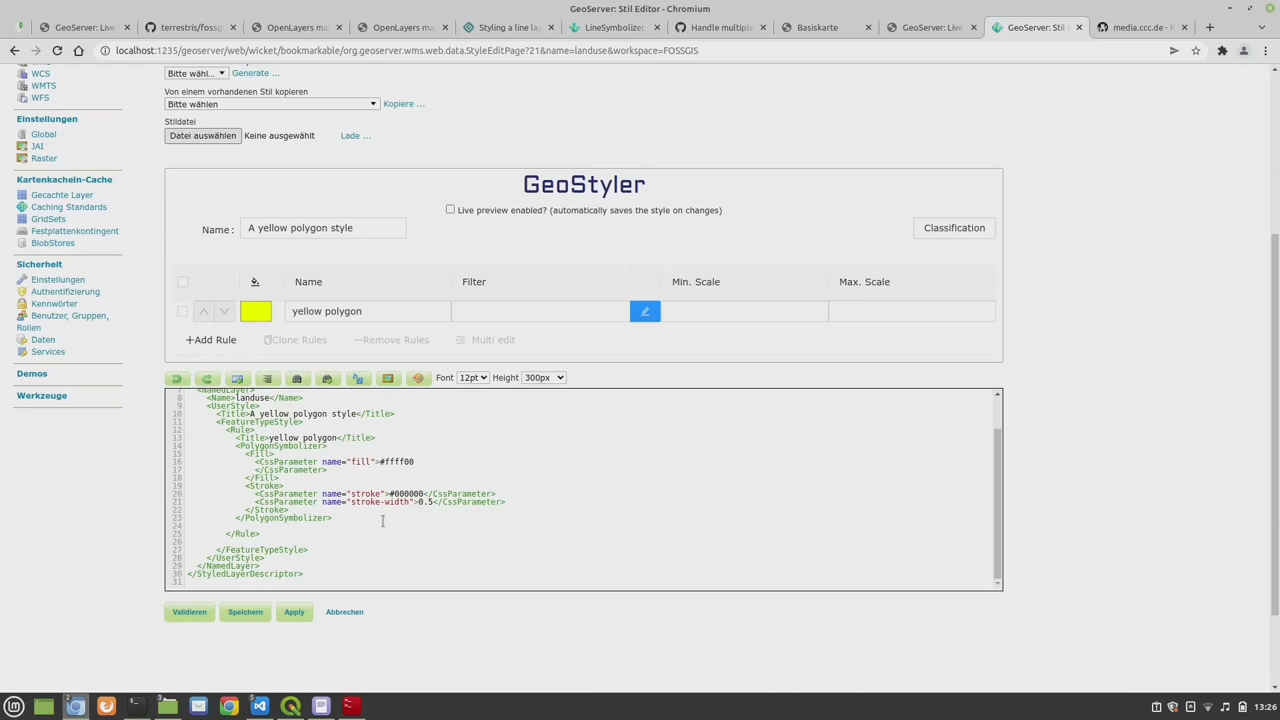 GeoServer: Stil Editor - Chromium
GeoServer: Live
terrestris/fossg
OpenLayers ma
OpenLayers ma
Styling a line lay
LineSymbolizer
Handle multiple
Basiskarte
GeoServer: Live
GeoServer: Stil
media.ccc.de - K
localhost:1235/geoserver/web/wicket/bookmarkable/org.geoserver.wms.web.data.StyleEditPage?21&name=landuse&workspace=FOSSGIS
WCS
WMTS
WFS
Einstellungen
Global
JAI
Raster
Kartenkacheln-Cache
Gecachte Layer
Caching Standards
GridSets
Festplattenkontingent
BlobStores
Sicherheit
Einstellungen
Authentifizierung
Kennwörter
Benutzer, Gruppen,
Rollen
Daten
Services
Demos
Werkzeuge
Bitte wähl... Generate ...
Von einem vorhandenen Stil kopieren
Bitte wählen Kopiere ...
Stildatei
Datei auswählen Keine ausgewählt Lade ...
GeoStyler
Live preview enabled? (automatically saves the style on changes)
Name : A yellow polygon style Classification
Name Filter Min. Scale Max. Scale
yellow polygon
+Add Rule Clone Rules —Remove Rules Multi edit
Font 12pt Height 300px
7 <NamedLayer>
8 <Name>landuse</Name>
9 <UserStyle>
10 <Title>A yellow polygon style</Title>
11 <FeatureTypeStyle>
12 <Rule>
13 <Title>yellow polygon</Title>
14 <PolygonSymbolizer>
15 <Fill>
16 <CssParameter name="fill">#ffff00
17 </CssParameter>
18 </Fill>
19 <Stroke>
20 <CssParameter name="stroke">#000000</CssParameter>
21 <CssParameter name="stroke-width">0.5</CssParameter>
22 </Stroke>
23 </PolygonSymbolizer>
24
25 </Rule>
26
27 </FeatureTypeStyle>
28 </UserStyle>
29 </NamedLayer>
30 </StyledLayerDescriptor>
31
Validieren Speichern Apply Abbrechen
2 3 5 13:26